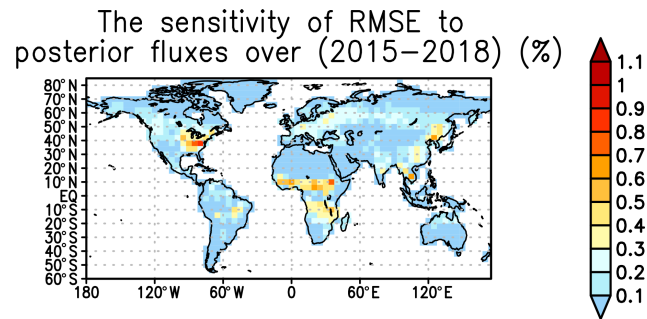 The sensitivity of RMSE to
posterior fluxes over (2015−2018) (%)
80°N
70°N
60°N
50°N
40°N
30°N
20°N
10°N
EQ
10°S
20°S
30°S
40°S
50°S
60°S
180 120°W 60°W 0 60°E 120°E
1.1
1
0.9
0.8
0.7
0.6
0.5
0.4
0.3
0.2
0.1